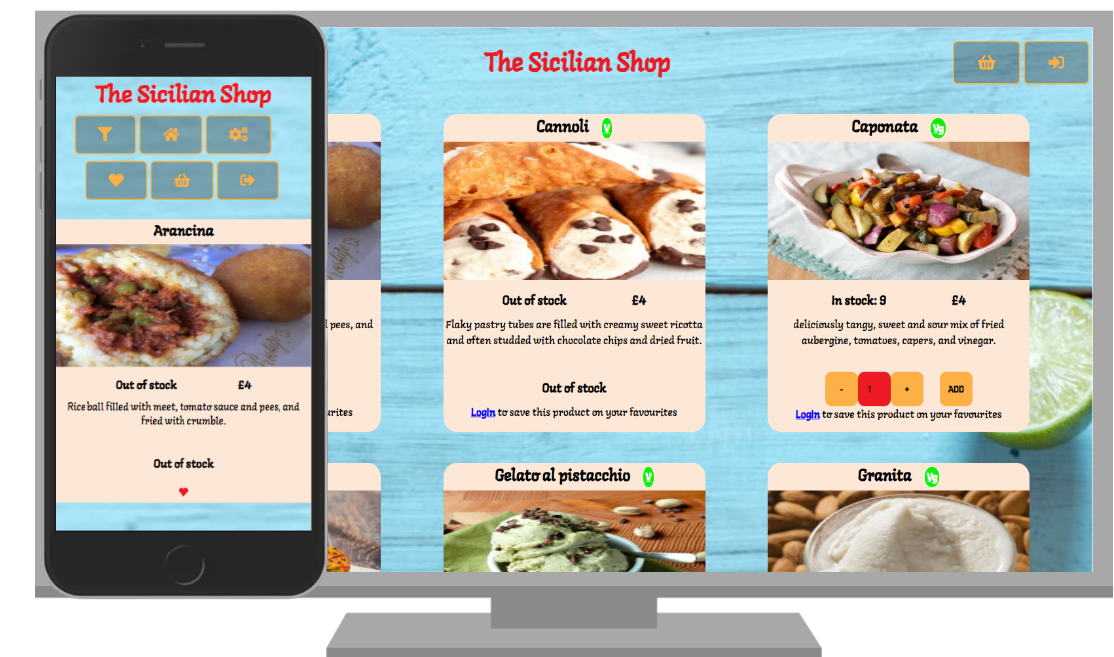 The Sicilian Shop
Arancina
Out of stock £4
Rice ball filled with meet, tomato sauce and pees, and
fried with crumble.
Out of stock
The Sicilian Shop
l pees, and
urites
Cannoli V
Out of stock £4
Flaky pastry tubes are filled with creamy sweet ricotta
and often studded with chocolate chips and dried fruit.
Out of stock
Login to save this product on your favourites
Caponata Vg
In stock: 9 £4
deliciously tangy, sweet and sour mix of fried
aubergine, tomatoes, capers, and vinegar.
- 1 + ADD
Login to save this product on your favourites
Gelato al pistacchio V
Granita Vg